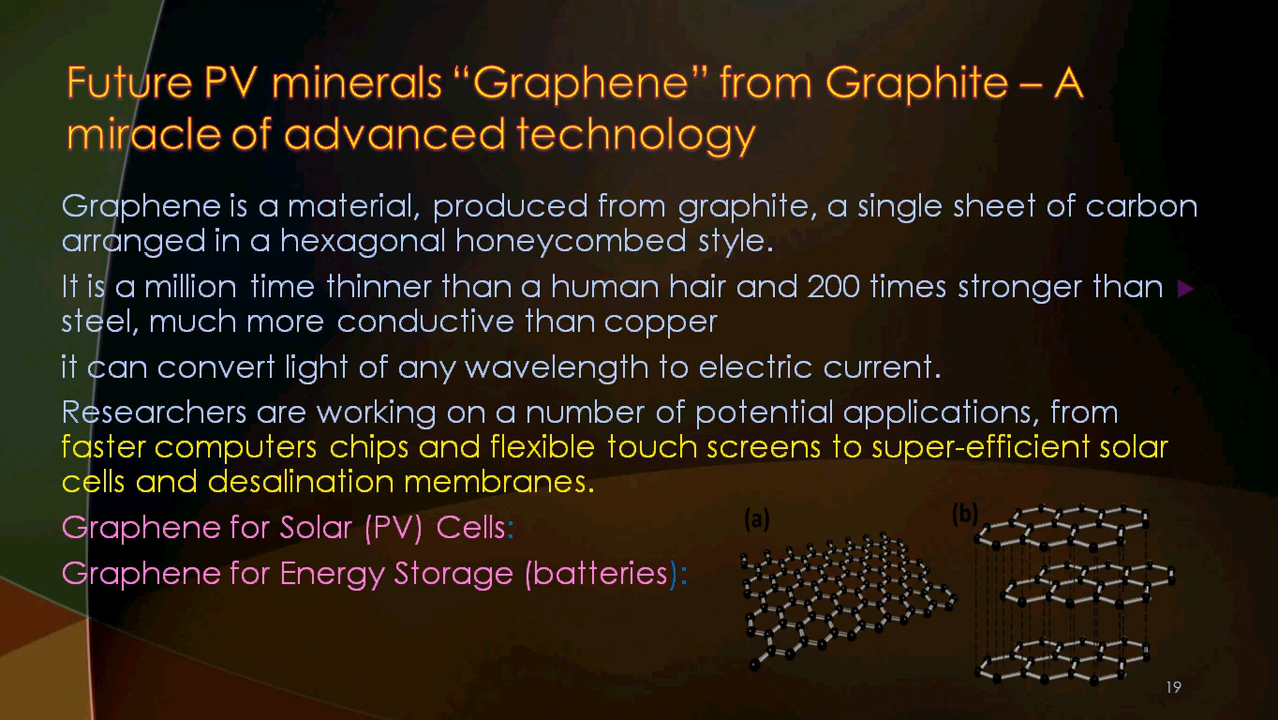 Future PV minerals “Graphene” from Graphite – A
miracle of advanced technology
Graphene is a material, produced from graphite, a single sheet of carbon
arranged in a hexagonal honeycombed style.
It is a million time thinner than a human hair and 200 times stronger than
steel, much more conductive than copper
it can convert light of any wavelength to electric current.
Researchers are working on a number of potential applications, from
faster computers chips and flexible touch screens to super-efficient solar
cells and desalination membranes.
Graphene for Solar (PV) Cells:
Graphene for Energy Storage (batteries):
(a)
(b)
19